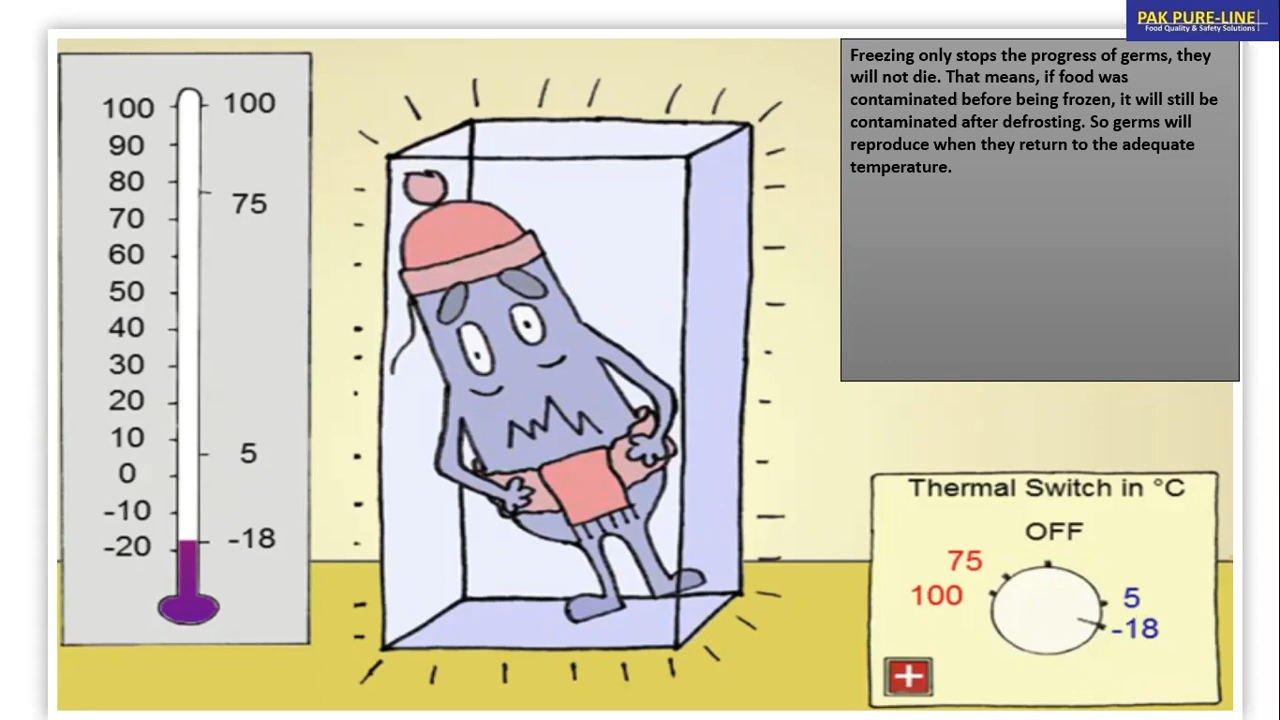 PAK PURE-LINE
Food Quality & Safety Solutions
Freezing only stops the progress of germs, they
will not die. That means, if food was
contaminated before being frozen, it will still be
contaminated after defrosting. So germs will
reproduce when they return to the adequate
temperature.
100 100
90
80
75
70
60
50
40
30
20
10
5
0
-10
-18
-20
Thermal Switch in °C
OFF
75
100 5
-18